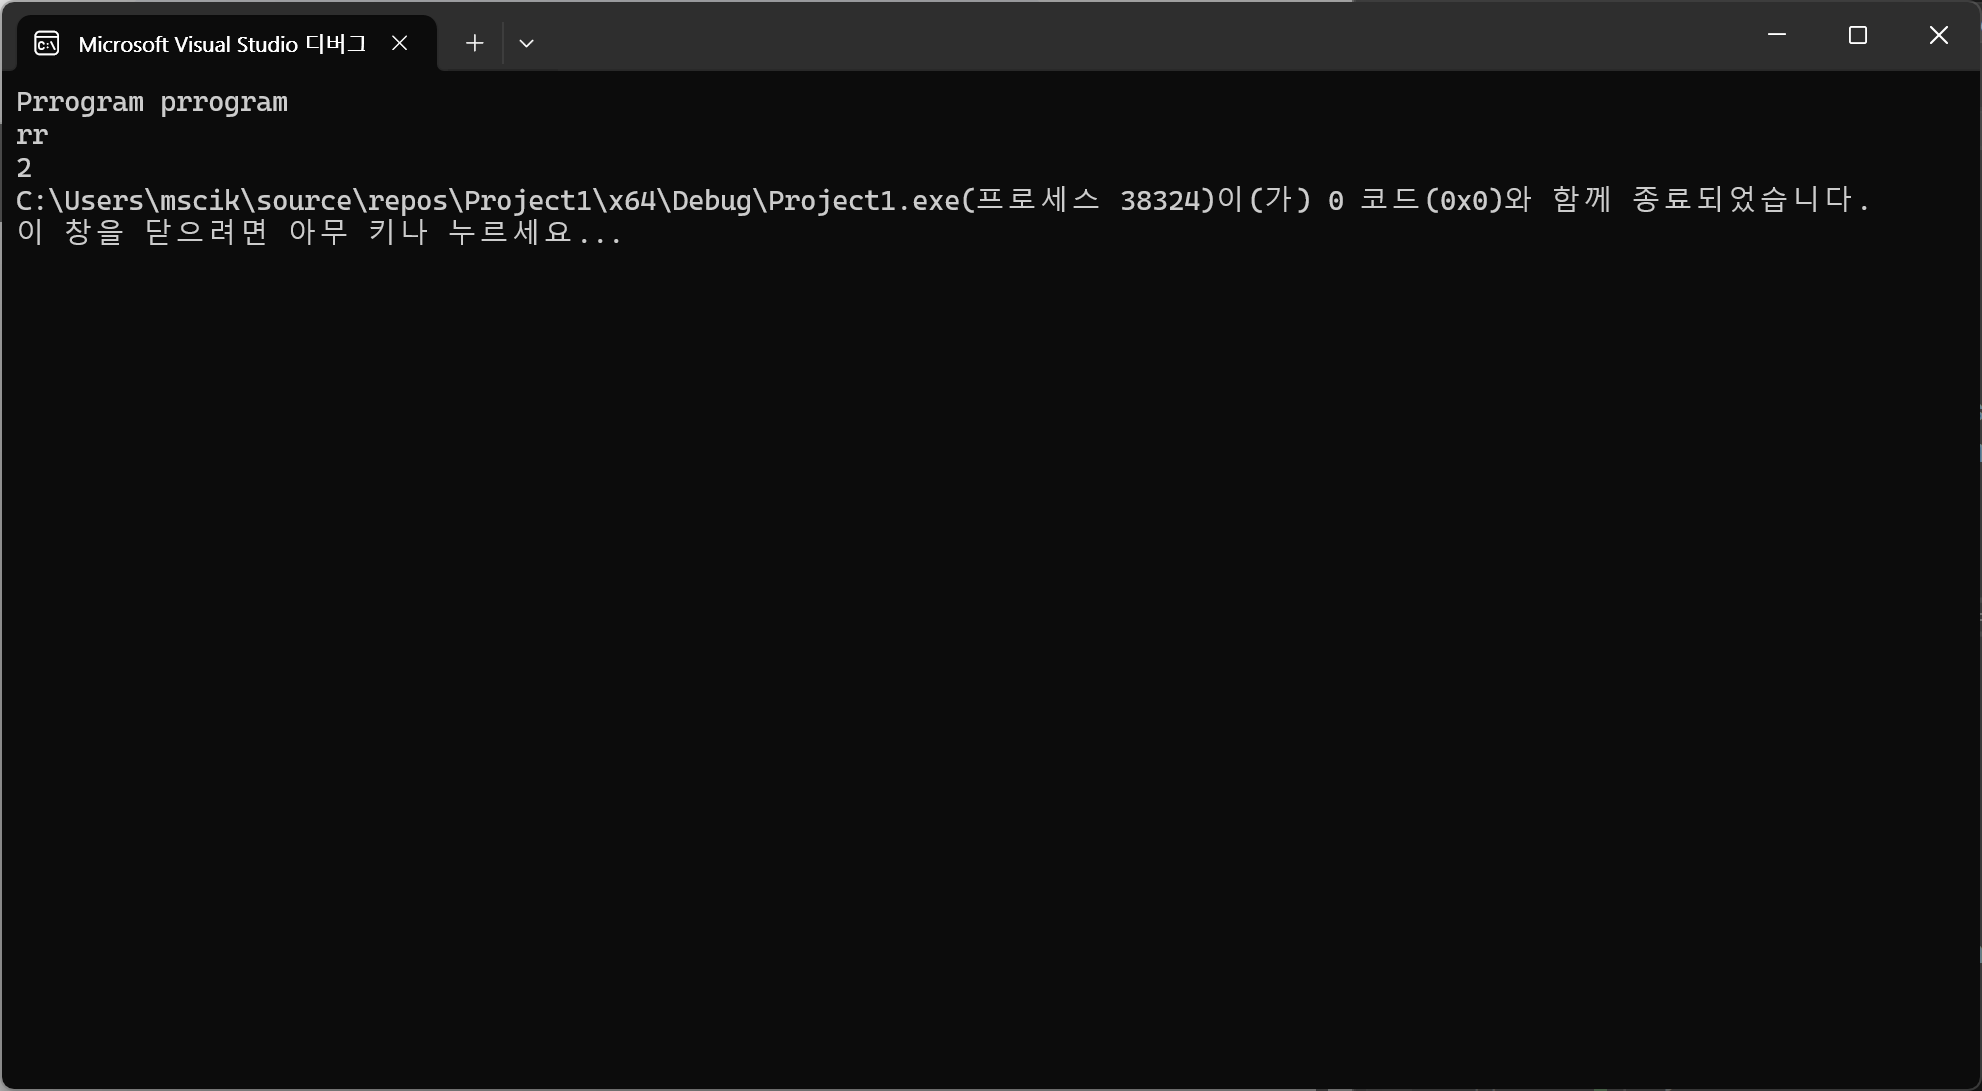 Microsoft Visual Studio 디버그
Prrogram prrogram
rr
2
C:\Users\mscik\source\repos\Project1\x64\Debug\Project1.exe(프로세스 38324)이(가) 0 코드(0x0)와 함께 종료되었습니다.
이 창을 닫으려면 아무 키나 누르세요...